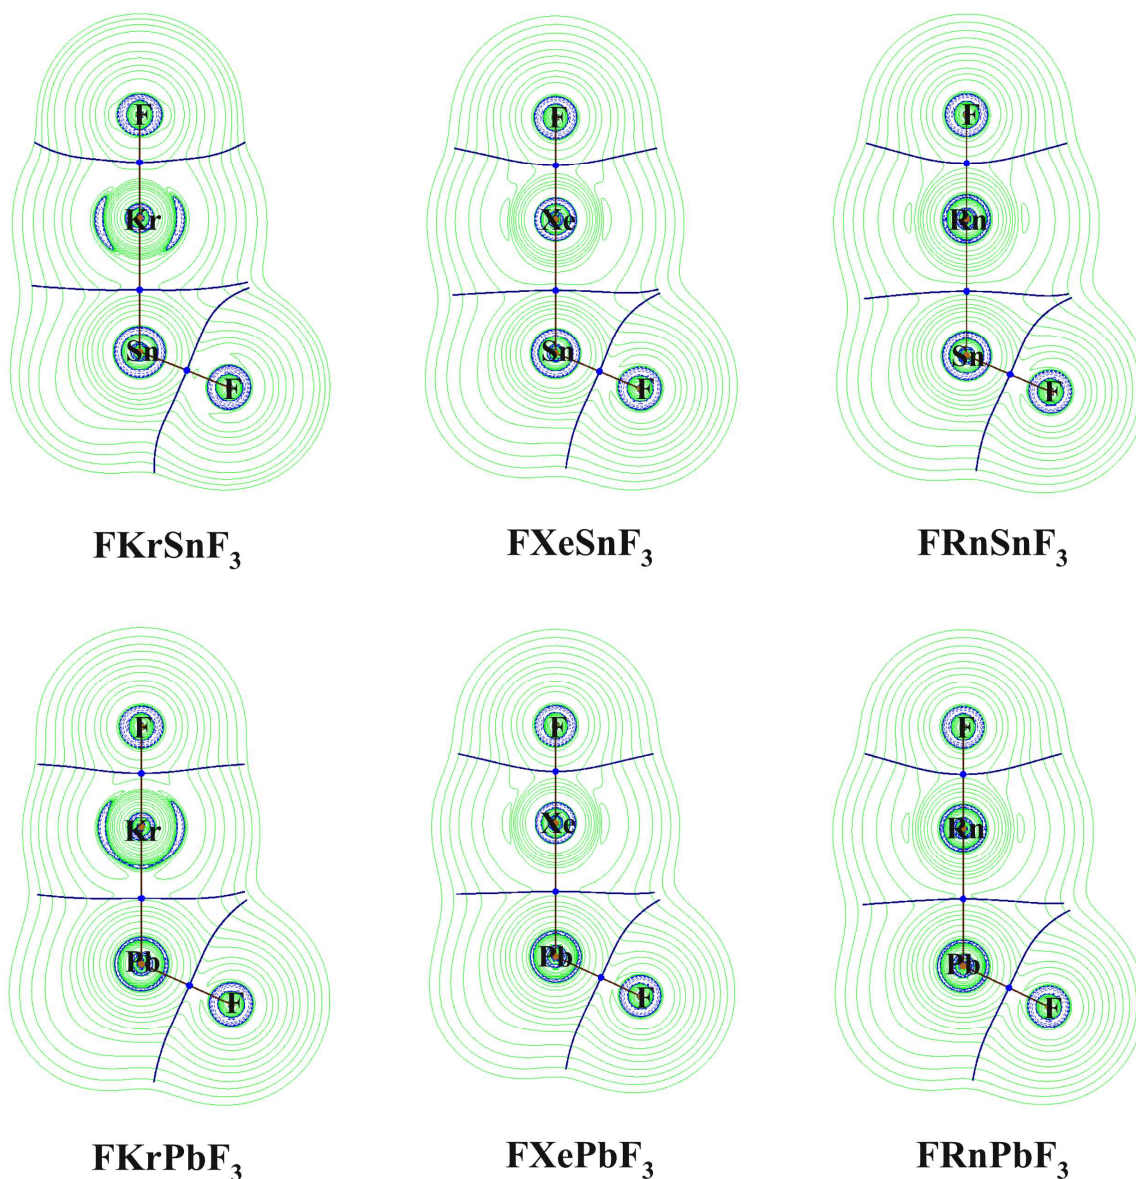 F F F
Kr Xe Rn
Sn Sn Sn
F F F
FKrSnF₃ FXeSnF₃ FRnSnF₃
F F F
Kr Xe Rn
Pb Pb Pb
F F F
FKrPbF₃ FXePbF₃ FRnPbF₃